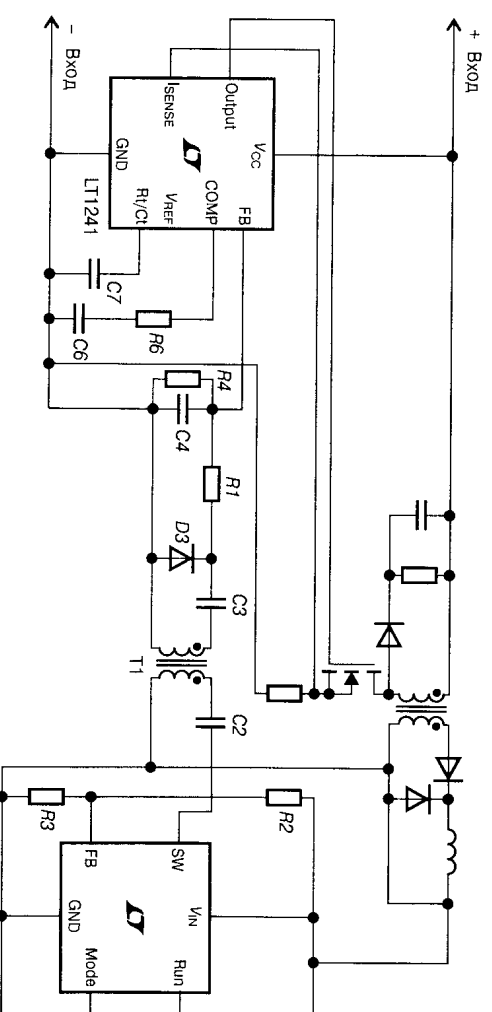 + Вход
− Вход
VCC
Output
ISENSE
GND
FB
COMP
VREF
Rt/Ct
LT1241
C7
C6
R6
R4
C4
R1
D3
C3
T1
C2
R3
R2
SW
VIN
FB
GND
Run
Mode